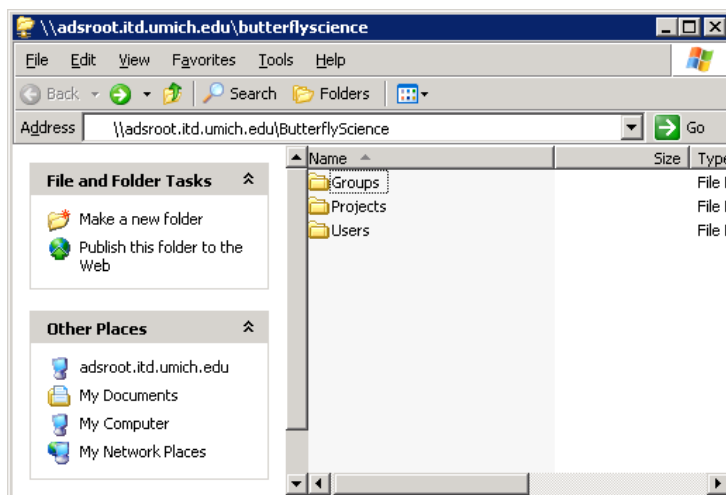 \\adsroot.itd.umich.edu\butterflyscience
File Edit View Favorites Tools Help
Back Search Folders
Address \\adsroot.itd.umich.edu\ButterflyScience Go
Name Size Type
File and Folder Tasks
Make a new folder
Publish this folder to the
Web
Groups File
Projects File
Users File
Other Places
adsroot.itd.umich.edu
My Documents
My Computer
My Network Places